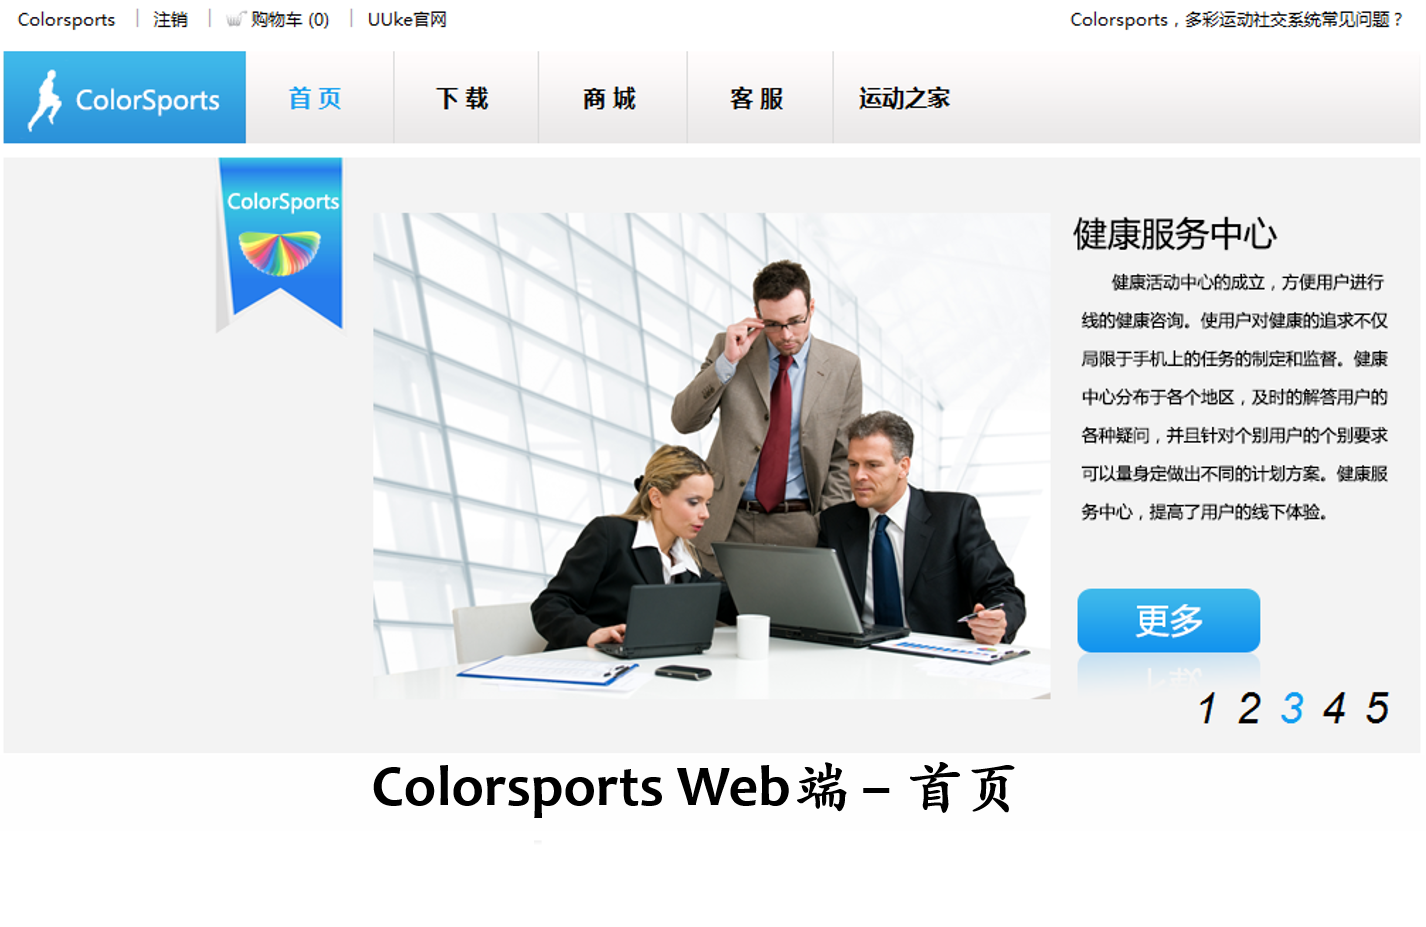 Colorsports | 注销 | 购物车 (0) | UUke官网
Colorsports，多彩运动社交系统常见问题？
ColorSports
首 页
下 载
商 城
客 服
运动之家
ColorSports
健康服务中心
健康活动中心的成立，方便用户进行
线的健康咨询。使用户对健康的追求不仅
局限于手机上的任务的制定和监督。健康
中心分布于各个地区，及时的解答用户的
各种疑问，并且针对个别用户的个别要求
可以量身定做出不同的计划方案。健康服
务中心，提高了用户的线下体验。
更多
1 2 3 4 5
Colorsports Web端 – 首页